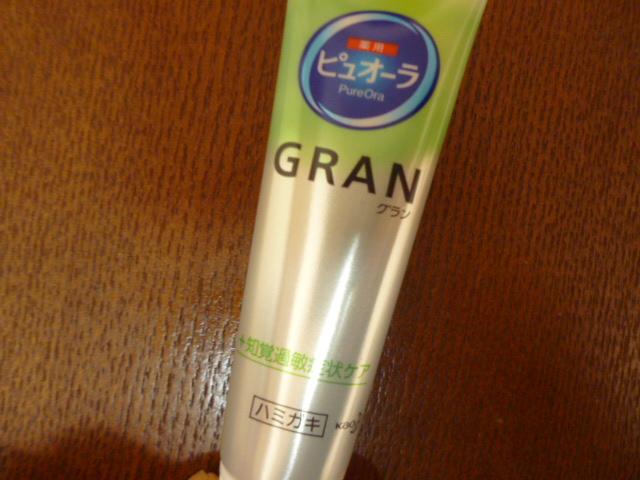 薬用
ピュオーラ
PureOra
GRAN
グラン
+知覚過敏症状ケア
ハミガキ
Kao